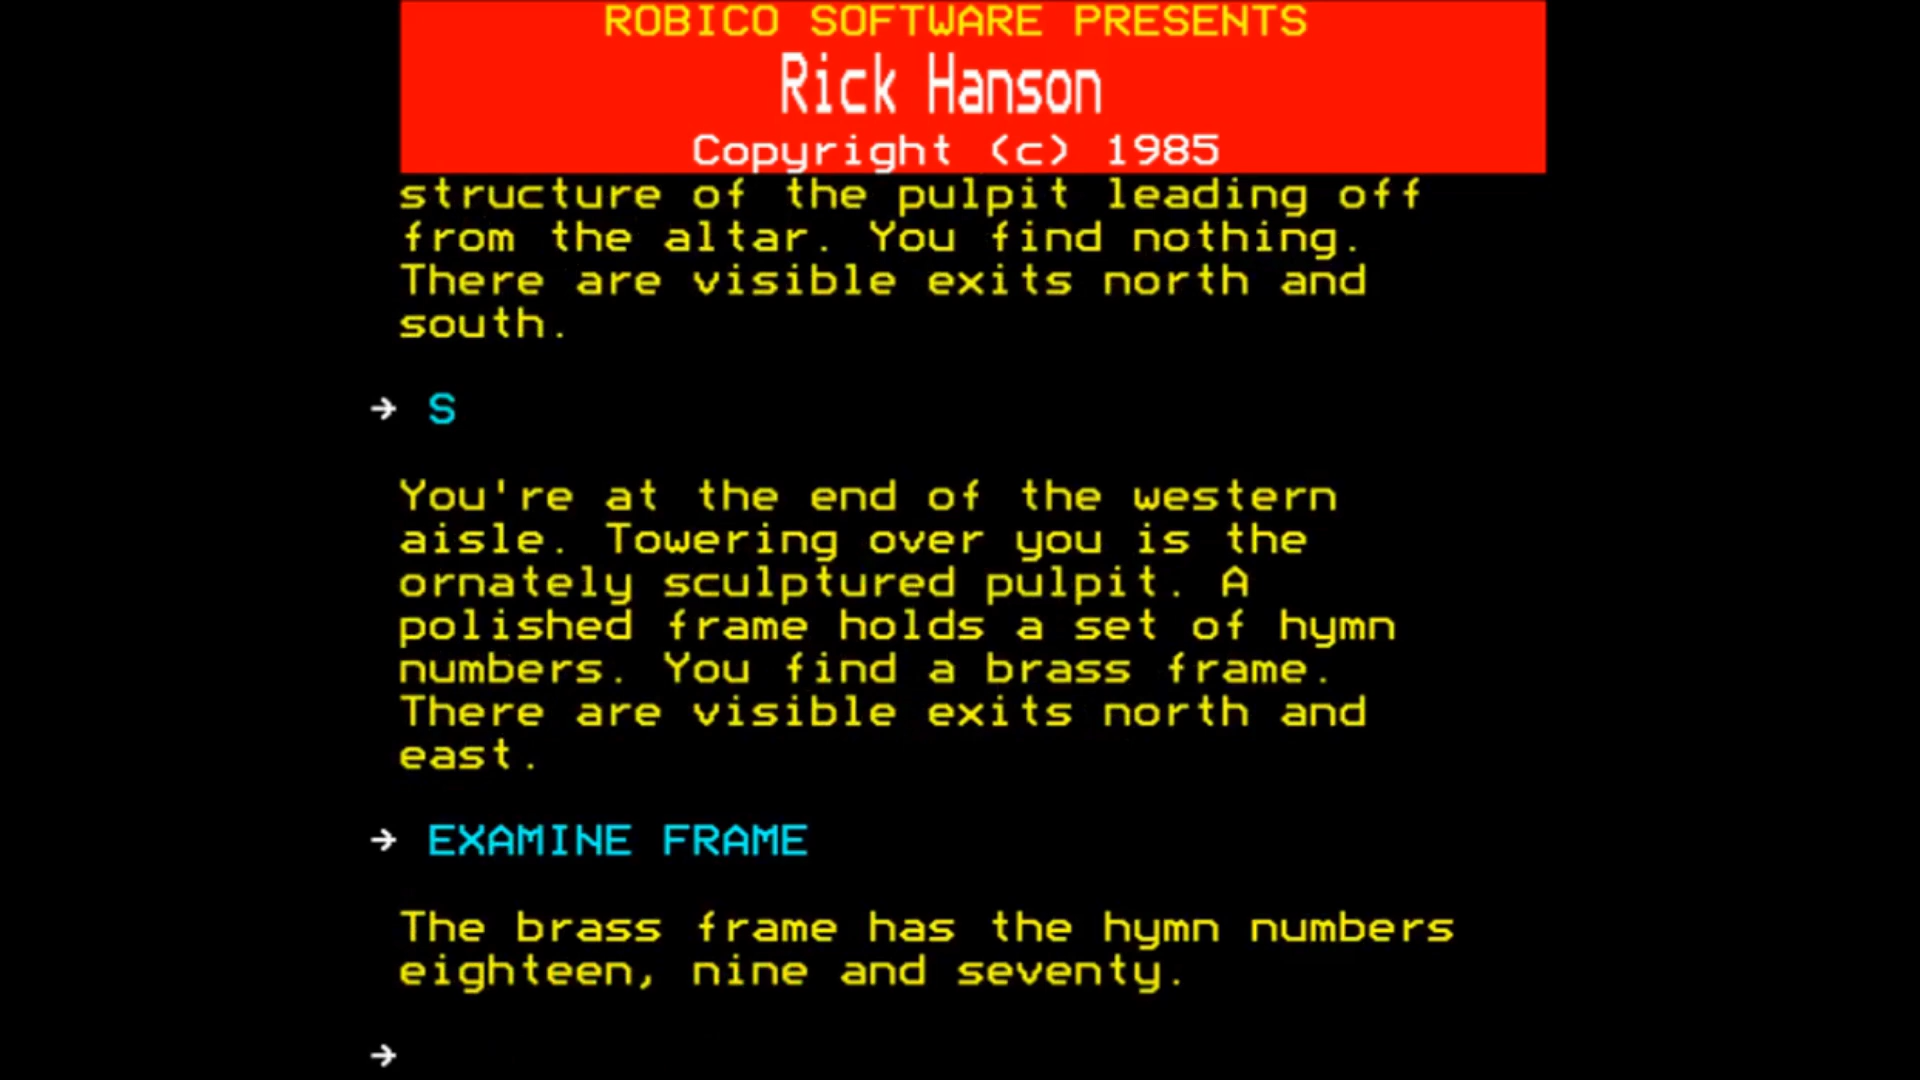 ROBICO SOFTWARE PRESENTS
Rick Hanson
Copyright (c) 1985
structure of the pulpit leading off
from the altar. You find nothing.
There are visible exits north and
south.
→ S
You're at the end of the western
aisle. Towering over you is the
ornately sculptured pulpit. A
polished frame holds a set of hymn
numbers. You find a brass frame.
There are visible exits north and
east.
→ EXAMINE FRAME
The brass frame has the hymn numbers
eighteen, nine and seventy.
→